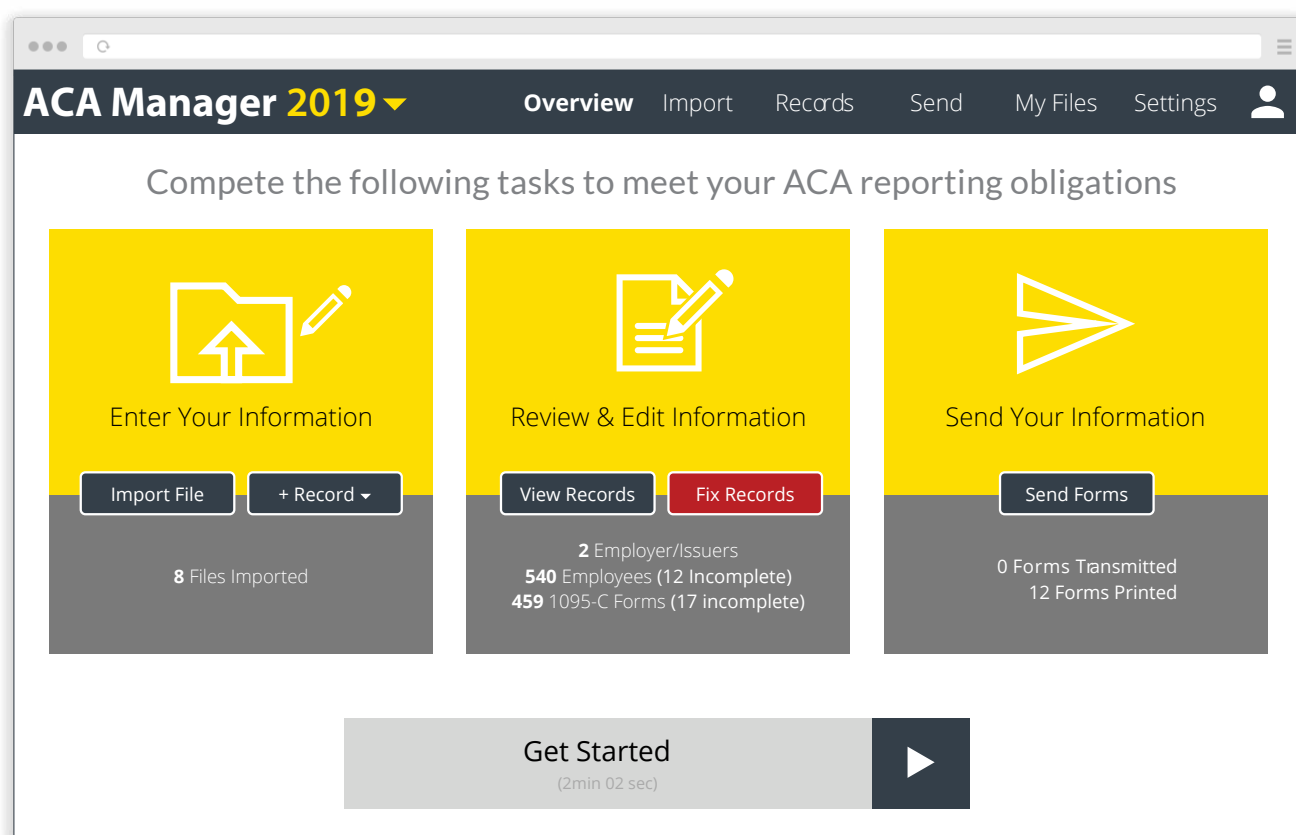 ACA Manager 2019
Overview Import Records Send My Files Settings
Compete the following tasks to meet your ACA reporting obligations
Enter Your Information
Import File + Record
8 Files Imported
Review & Edit Information
View Records Fix Records
2 Employer/Issuers
540 Employees (12 Incomplete)
459 1095-C Forms (17 incomplete)
Send Your Information
Send Forms
0 Forms Transmitted
12 Forms Printed
Get Started
(2min 02 sec)